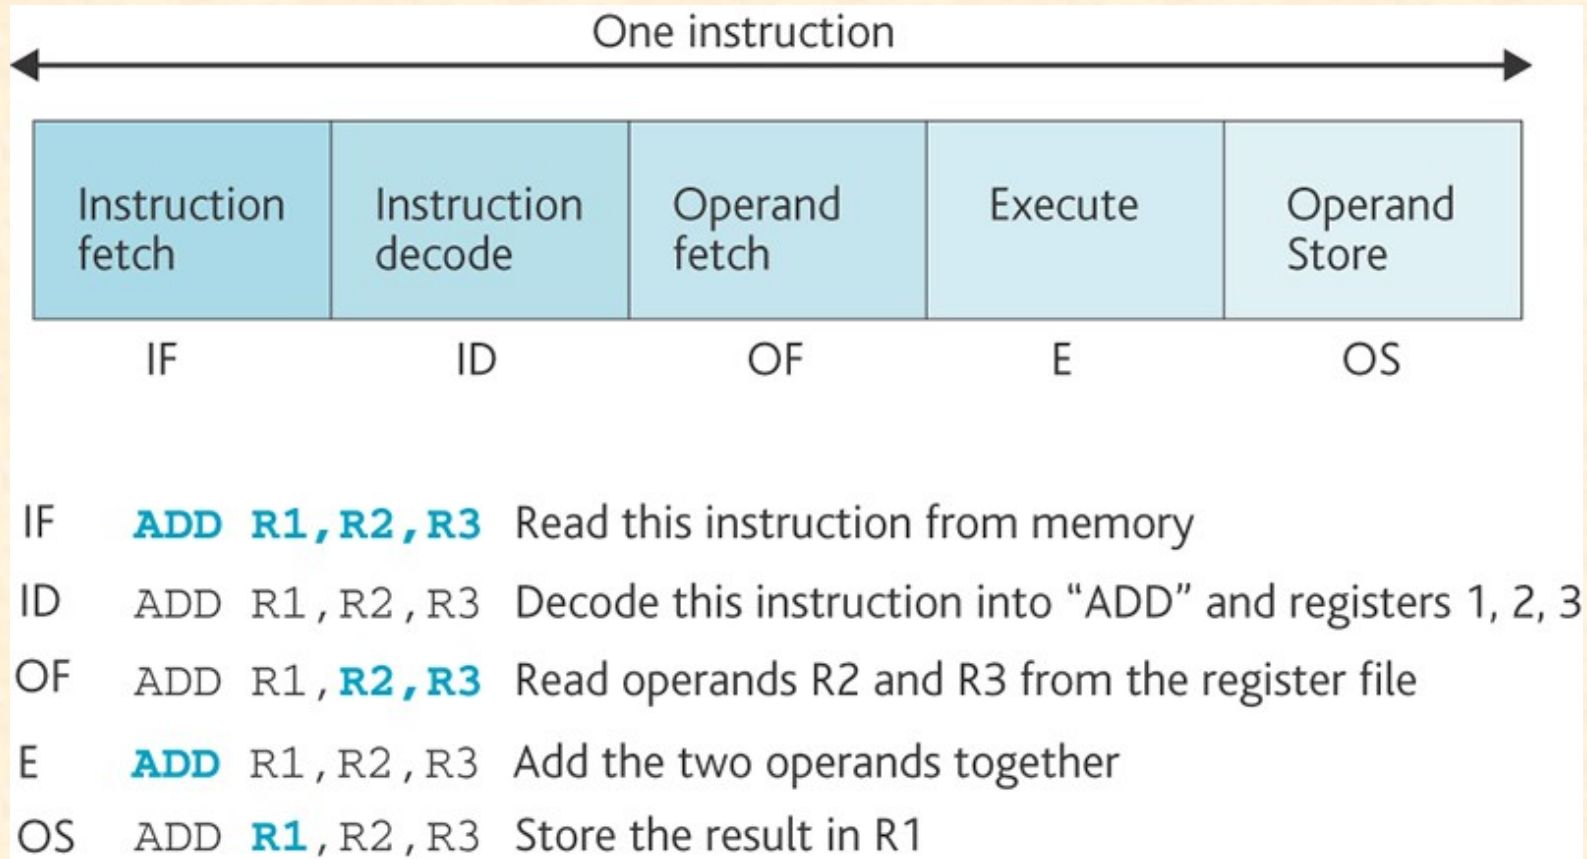 One instruction
Instruction fetch
Instruction decode
Operand fetch
Execute
Operand Store
IF ID OF E OS
IF ADD R1,R2,R3 Read this instruction from memory
ID ADD R1,R2,R3 Decode this instruction into “ADD” and registers 1, 2, 3
OF ADD R1,R2,R3 Read operands R2 and R3 from the register file
E ADD R1,R2,R3 Add the two operands together
OS ADD R1,R2,R3 Store the result in R1